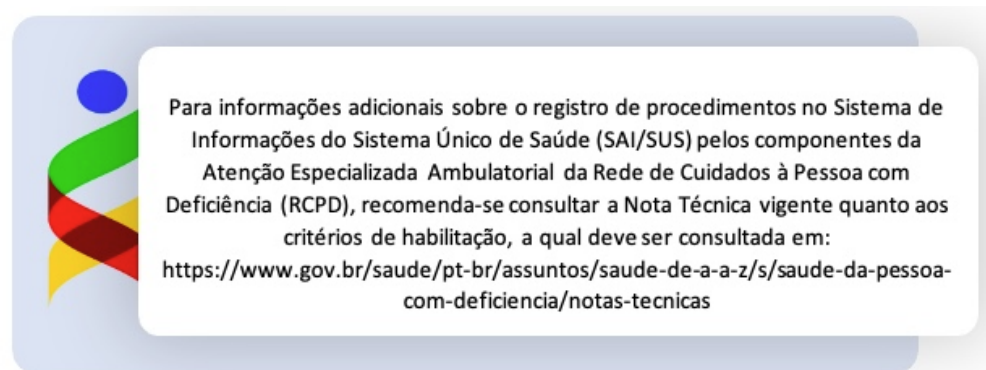 Para informações adicionais sobre o registro de procedimentos no Sistema de
Informações do Sistema Único de Saúde (SAI/SUS) pelos componentes da
Atenção Especializada Ambulatorial da Rede de Cuidados à Pessoa com
Deficiência (RCPD), recomenda-se consultar a Nota Técnica vigente quanto aos
critérios de habilitação, a qual deve ser consultada em:
https://www.gov.br/saude/pt-br/assuntos/saude-de-a-a-z/s/saude-da-pessoa-
com-deficiencia/notas-tecnicas